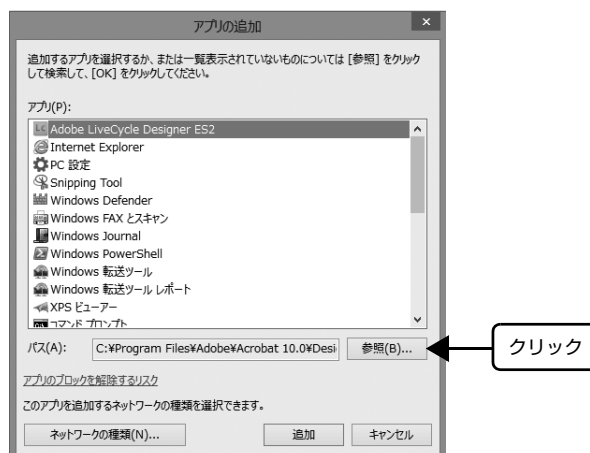 アプリの追加
×
追加するアプリを選択するか、または一覧表示されていないものについては [参照] をクリック
して検索して、[OK] をクリックしてください。
アプリ(P):
Adobe LiveCycle Designer ES2
Internet Explorer
PC 設定
Snipping Tool
Windows Defender
Windows FAX とスキャン
Windows Journal
Windows PowerShell
Windows 転送ツール
Windows 転送ツール レポート
XPS ビューアー
コマンド プロンプト
パス(A): C:¥Program Files¥Adobe¥Acrobat 10.0¥Desi 参照(B)... クリック
アプリのブロックを解除するリスク
このアプリを追加するネットワークの種類を選択できます。
ネットワークの種類(N)... 追加 キャンセル